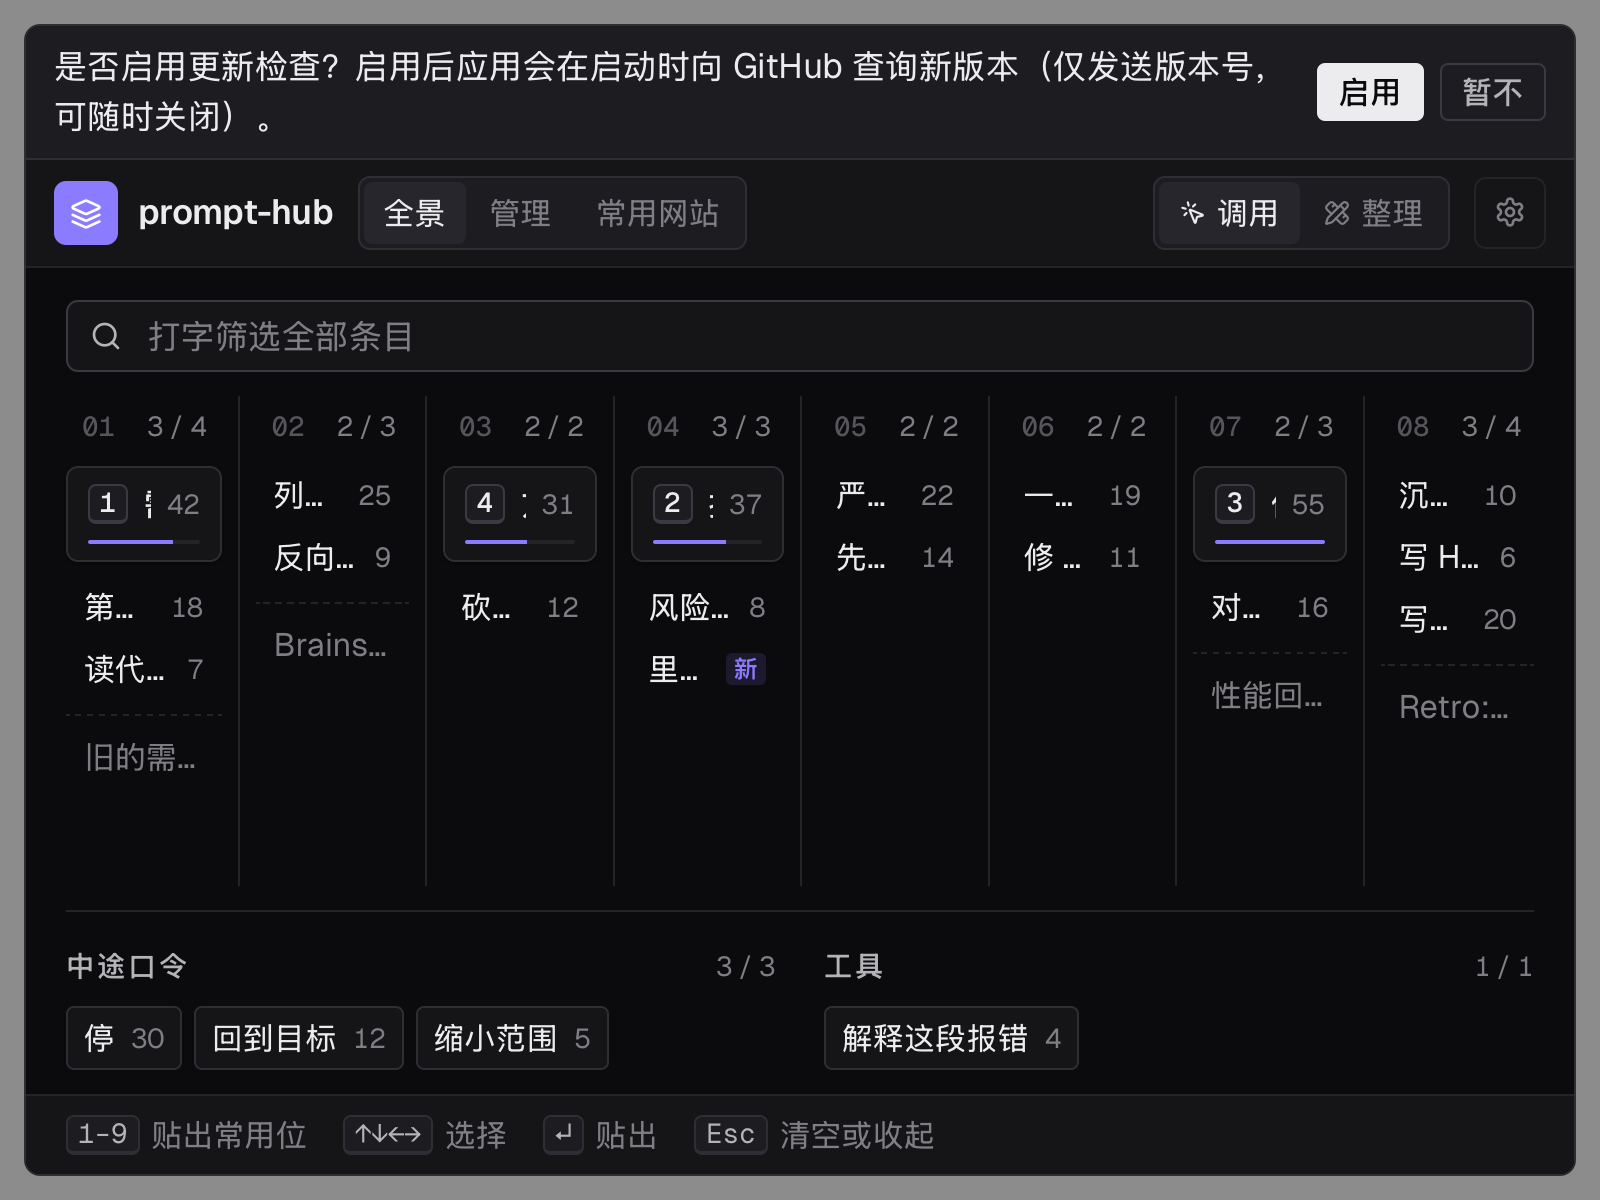 是否启用更新检查？启用后应用会在启动时向 GitHub 查询新版本（仅发送版本号，
可随时关闭）。
启用
暂不
prompt-hub
全景
管理
常用网站
调用
整理
打字筛选全部条目
01 3 / 4
1 42
第… 18
读代… 7
旧的需…
02 2 / 3
列… 25
反向… 9
Brains…
03 2 / 2
4 31
砍… 12
04 3 / 3
2 37
风险… 8
里… 新
05 2 / 2
严… 22
先… 14
06 2 / 2
一… 19
修 … 11
07 2 / 3
3 55
对… 16
性能回…
08 3 / 4
沉… 10
写 H… 6
写… 20
Retro:…
中途口令 3 / 3
停 30
回到目标 12
缩小范围 5
工具 1 / 1
解释这段报错 4
1-9 贴出常用位
↑↓←→ 选择
↵ 贴出
Esc 清空或收起